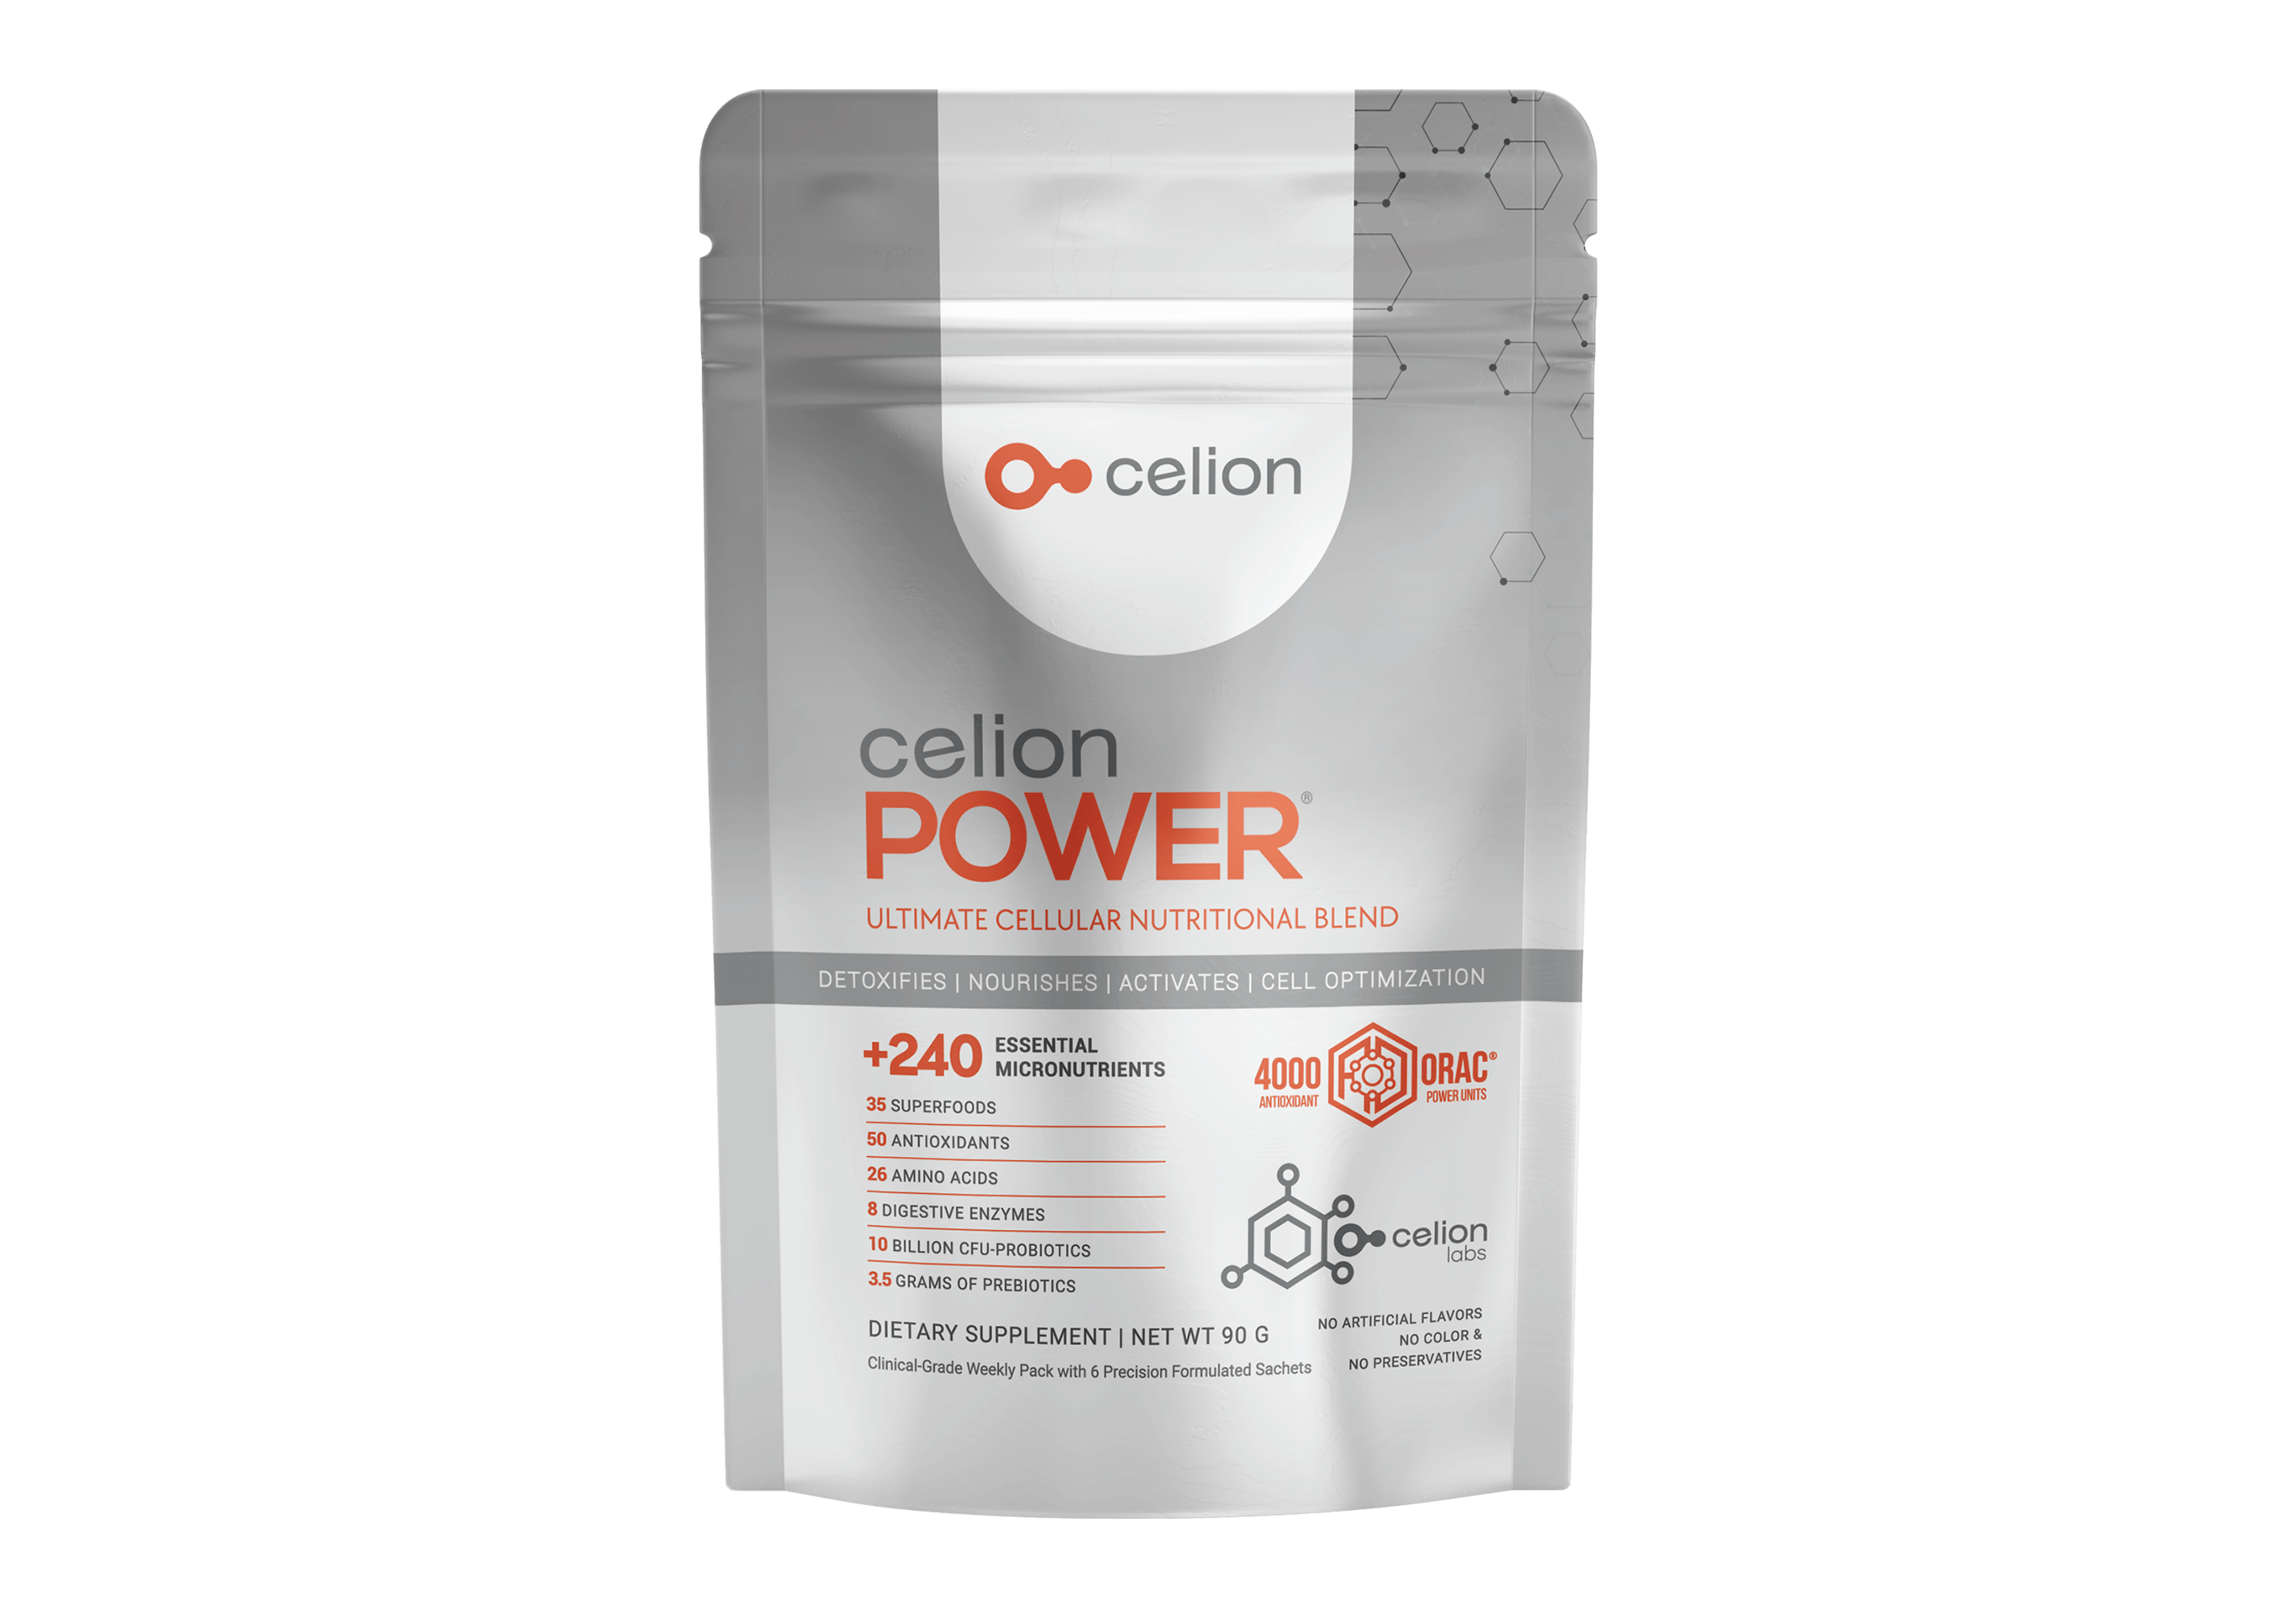 celion
celion
POWER®
ULTIMATE CELLULAR NUTRITIONAL BLEND
DETOXIFIES | NOURISHES | ACTIVATES | CELL OPTIMIZATION
+240 ESSENTIAL
MICRONUTRIENTS
35 SUPERFOODS
50 ANTIOXIDANTS
26 AMINO ACIDS
8 DIGESTIVE ENZYMES
10 BILLION CFU-PROBIOTICS
3.5 GRAMS OF PREBIOTICS
4000 ORAC®
ANTIOXIDANT POWER UNITS
celion
labs
DIETARY SUPPLEMENT | NET WT 90 G
Clinical-Grade Weekly Pack with 6 Precision Formulated Sachets
NO ARTIFICIAL FLAVORS
NO COLOR &
NO PRESERVATIVES